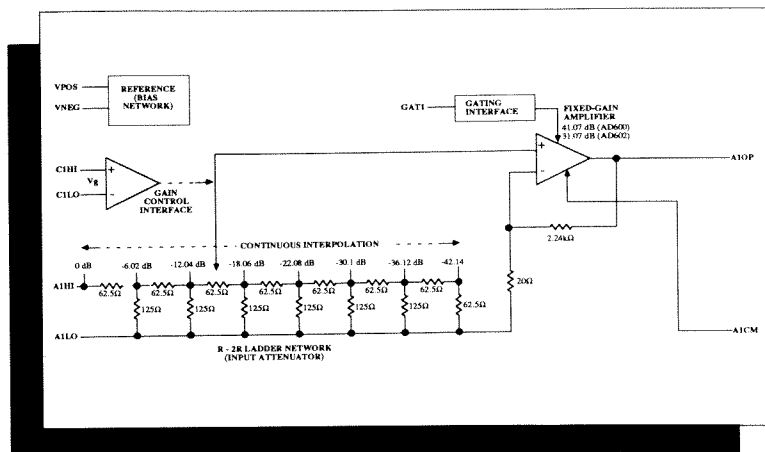 VPOS
VNEG
REFERENCE
(BIAS
NETWORK)
GAT1
GATING
INTERFACE
FIXED-GAIN
AMPLIFIER
41.07 dB (AD600)
31.07 dB (AD602)
C1HI
Vg
C1LO
+
-
GAIN
CONTROL
INTERFACE
+
-
A1OP
CONTINUOUS INTERPOLATION
2.24kΩ
0 dB
-6.02 dB
-12.04 dB
-18.06 dB
-22.08 dB
-30.1 dB
-36.12 dB
-42.14
20Ω
A1HI
62.5Ω
62.5Ω
62.5Ω
62.5Ω
62.5Ω
62.5Ω
62.5Ω
125Ω
125Ω
125Ω
125Ω
125Ω
125Ω
62.5Ω
A1LO
A1CM
R - 2R LADDER NETWORK
(INPUT ATTENUATOR)